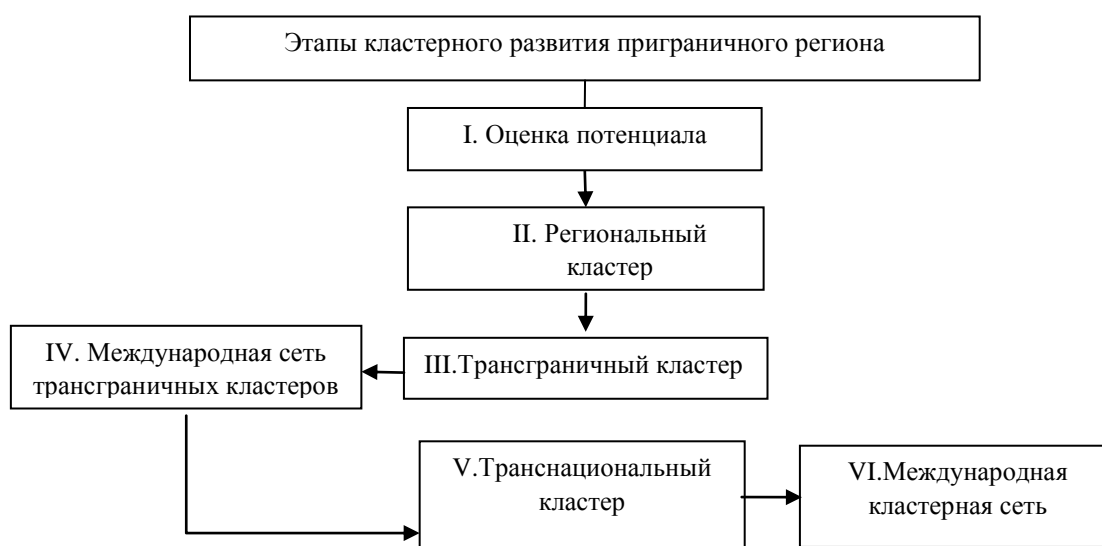 Этапы кластерного развития приграничного региона
I. Оценка потенциала
II. Региональный
кластер
III.Трансграничный кластер
IV. Международная сеть
трансграничных кластеров
V.Транснациональный
кластер
VI.Международная
кластерная сеть